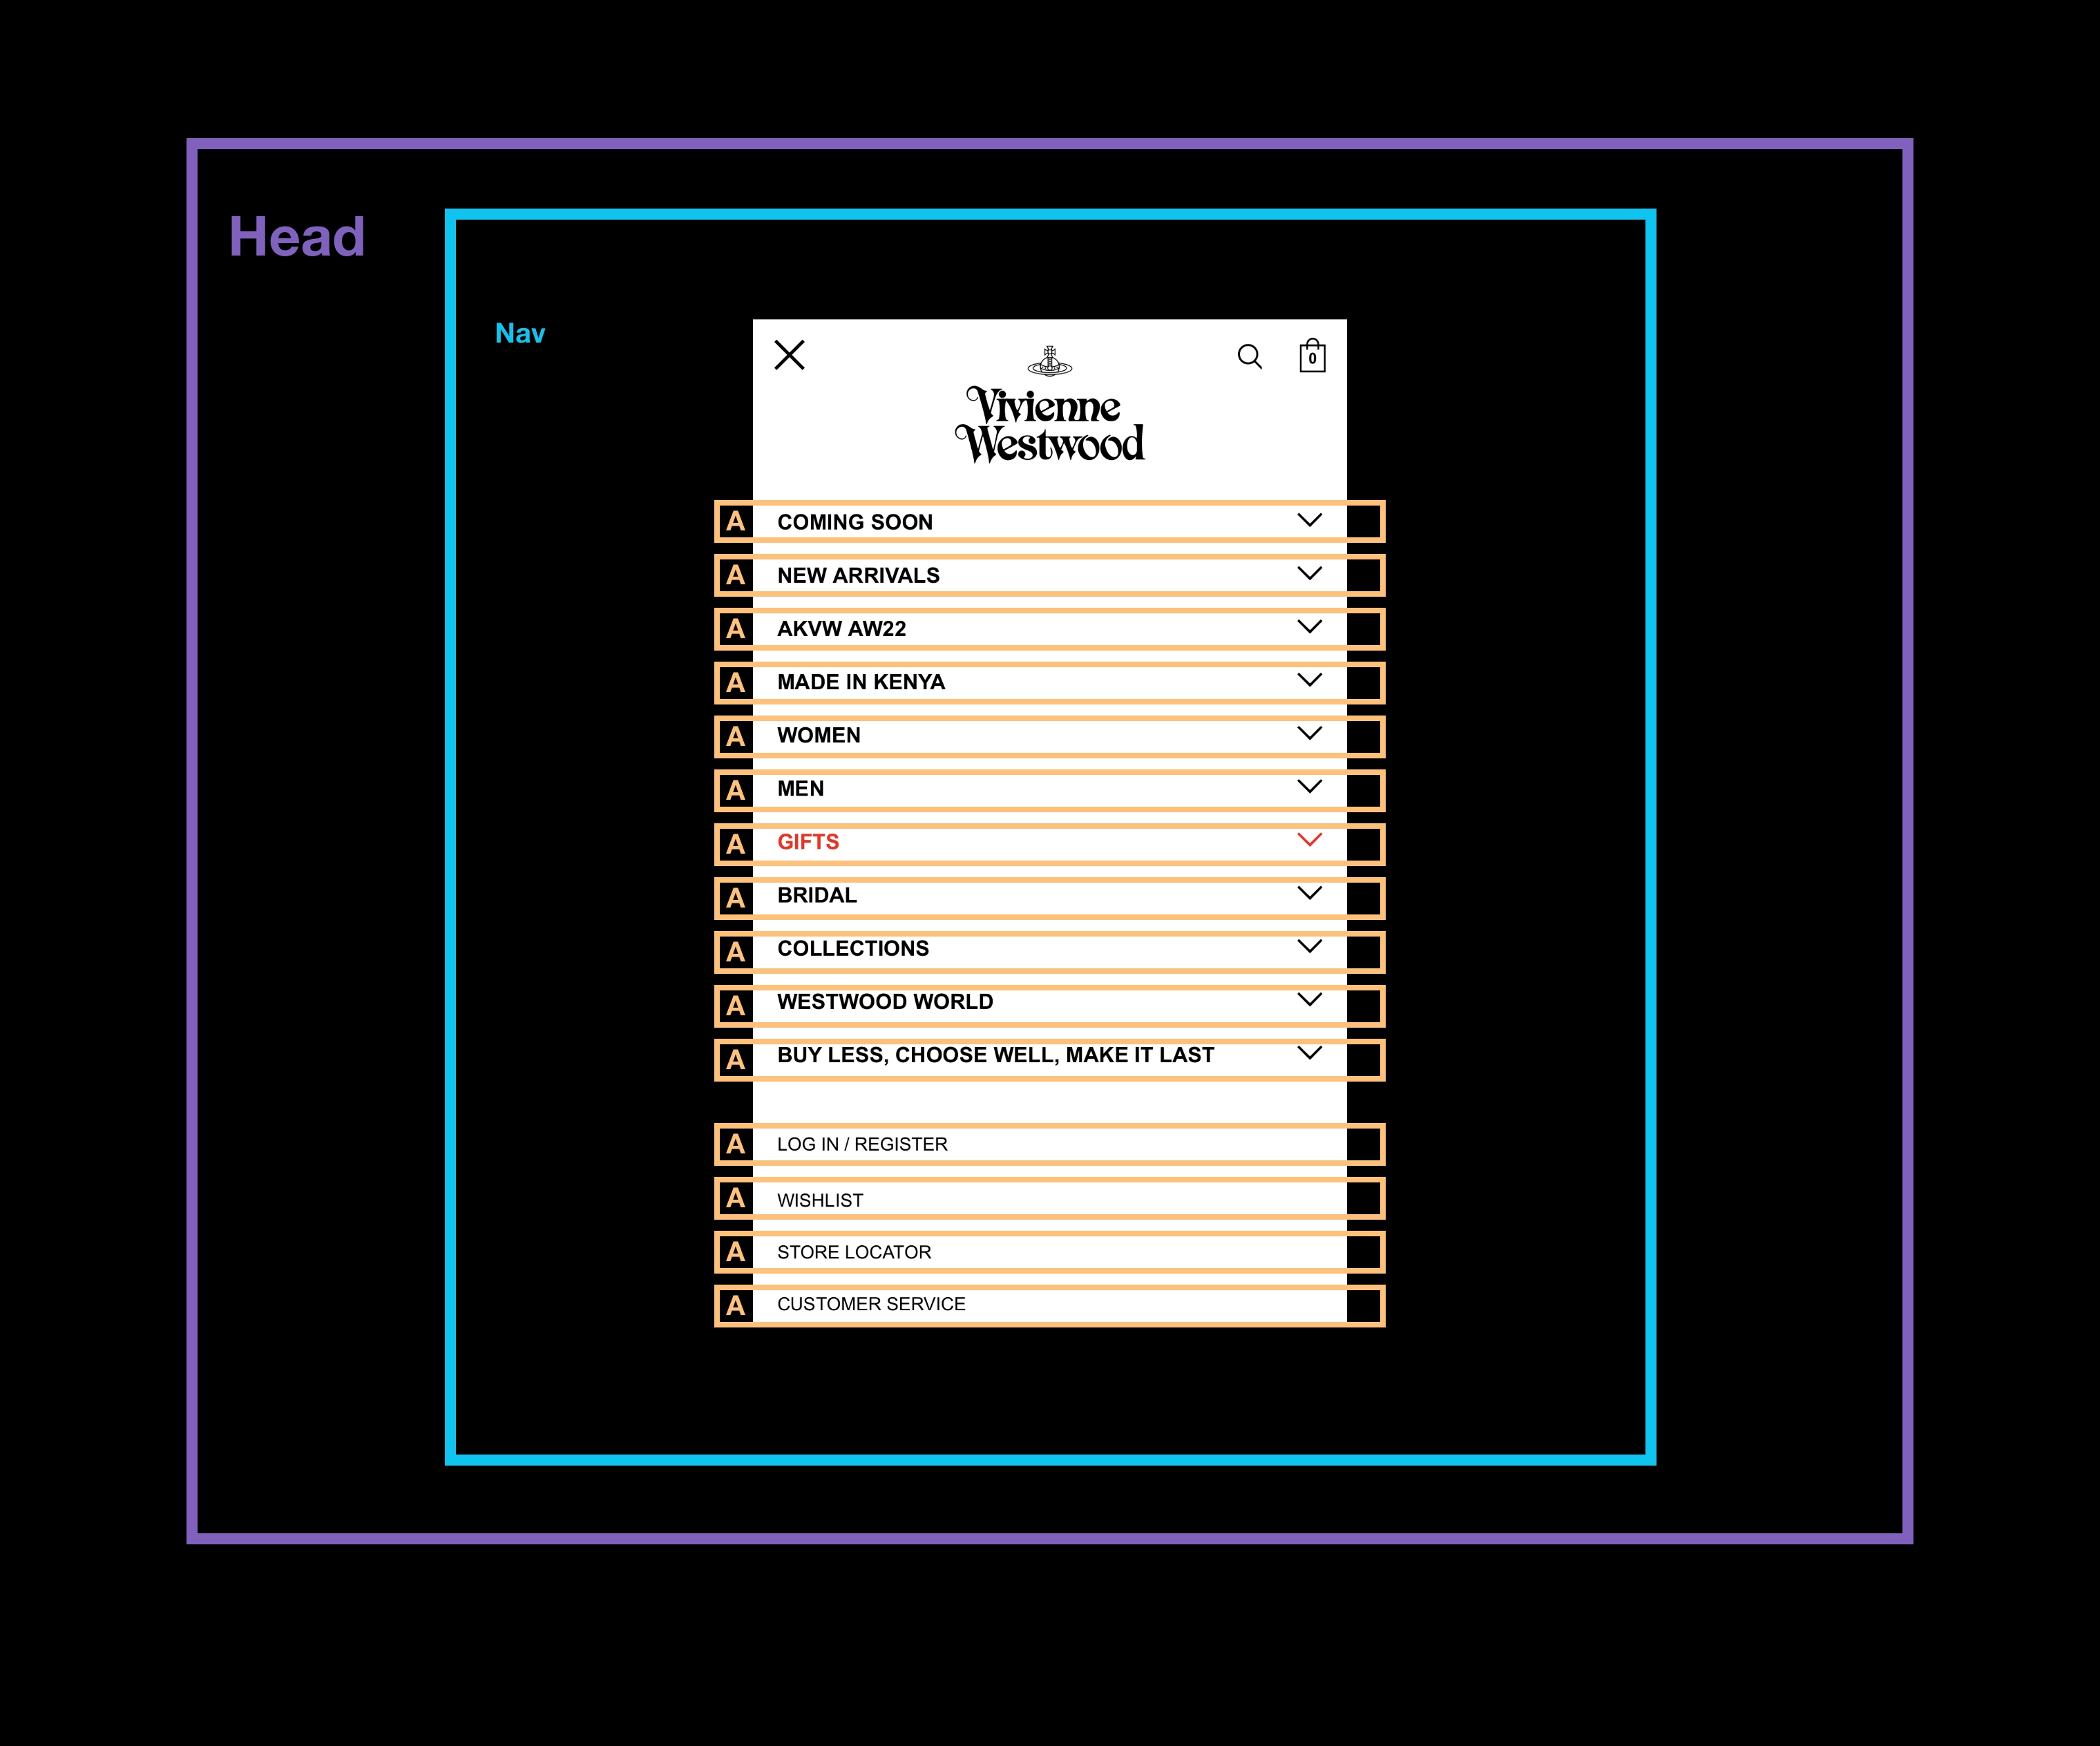 Head
Nav
0
Vivienne
Westwood
A COMING SOON
A NEW ARRIVALS
A AKVW AW22
A MADE IN KENYA
A WOMEN
A MEN
A GIFTS
A BRIDAL
A COLLECTIONS
A WESTWOOD WORLD
A BUY LESS, CHOOSE WELL, MAKE IT LAST
A LOG IN / REGISTER
A WISHLIST
A STORE LOCATOR
A CUSTOMER SERVICE